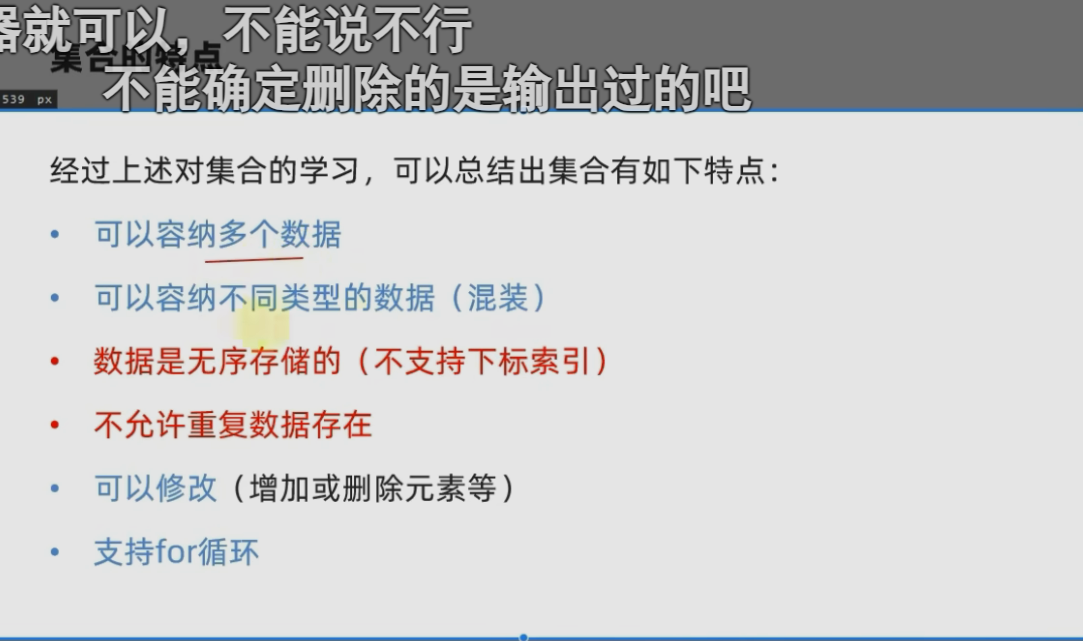 器就可以，不能说不行
集合的特点
不能确定删除的是输出过的吧
539 px
经过上述对集合的学习，可以总结出集合有如下特点：
• 可以容纳多个数据
• 可以容纳不同类型的数据（混装）
• 数据是无序存储的（不支持下标索引）
• 不允许重复数据存在
• 可以修改（增加或删除元素等）
• 支持for循环